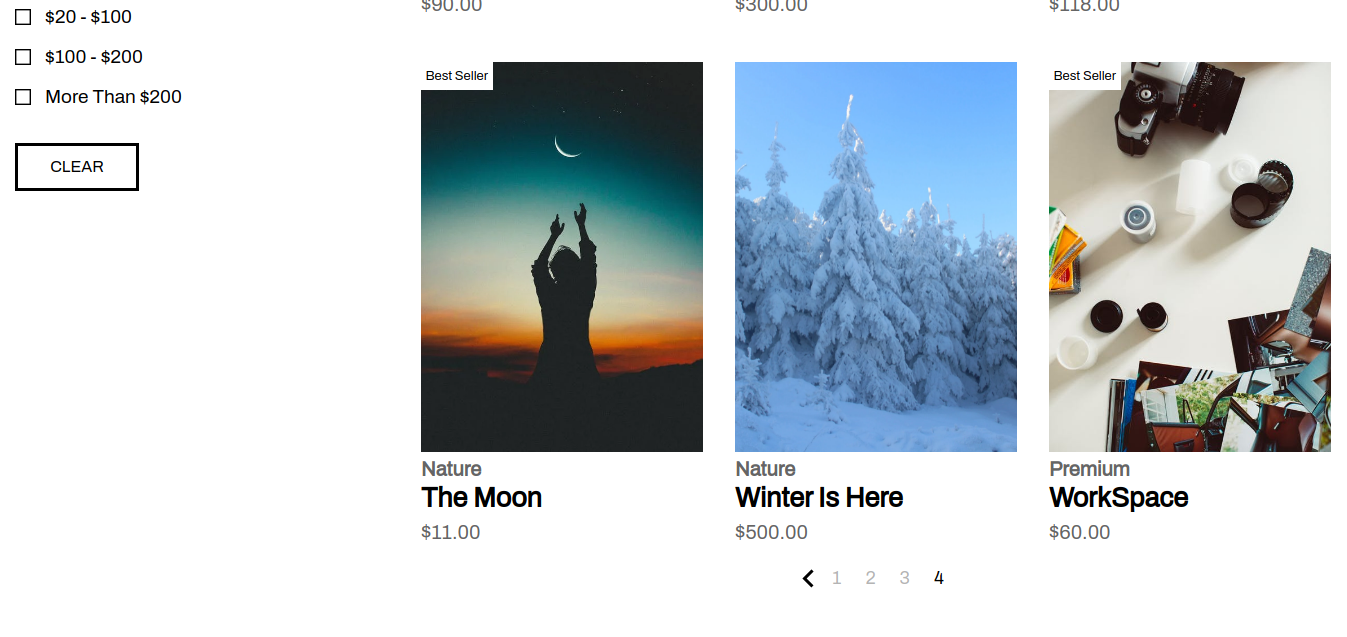 $20 - $100
$100 - $200
More Than $200
CLEAR
$90.00
$300.00
$118.00
Best Seller
Best Seller
Nature
The Moon
$11.00
Nature
Winter Is Here
$500.00
Premium
WorkSpace
$60.00
1 2 3 4